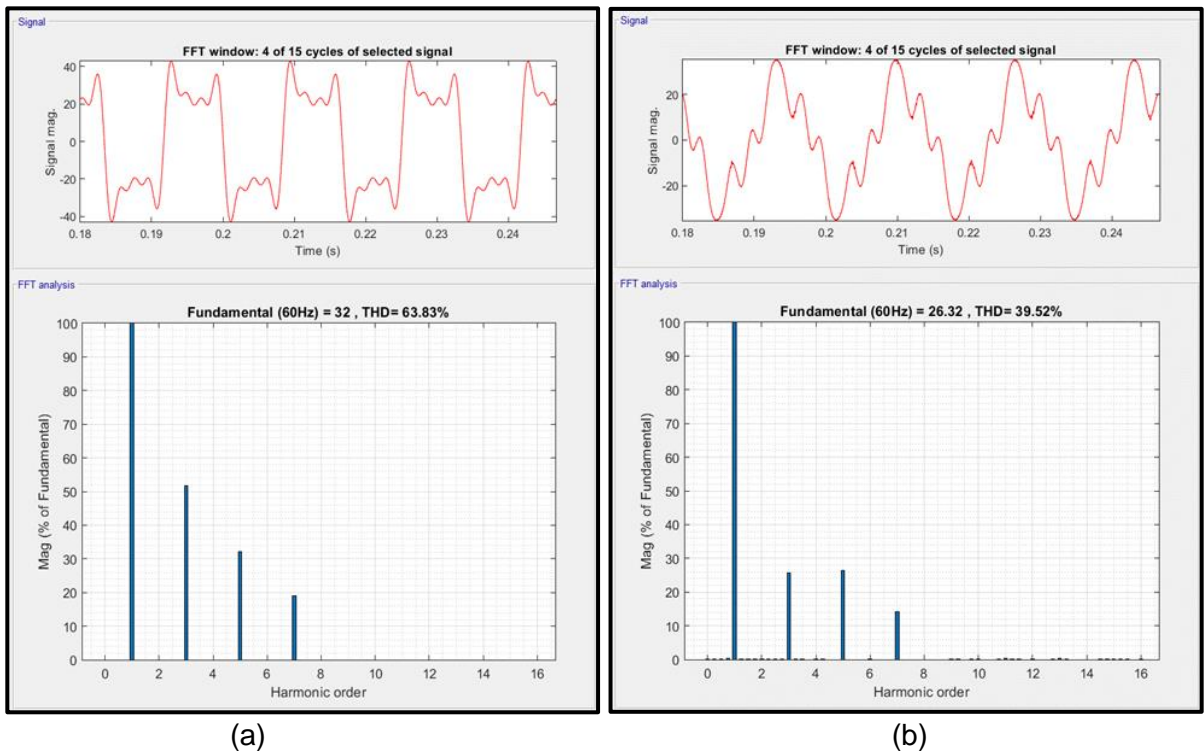 Signal
FFT window: 4 of 15 cycles of selected signal
40
20
0
-20
-40
Signal mag.
0.18 0.19 0.2 0.21 0.22 0.23 0.24
Time (s)
FFT analysis
Fundamental (60Hz) = 32 , THD= 63.83%
100
90
80
70
60
50
40
30
20
10
0
Mag (% of Fundamental)
0 2 4 6 8 10 12 14 16
Harmonic order
(a)
Signal
FFT window: 4 of 15 cycles of selected signal
20
0
-20
Signal mag.
0.18 0.19 0.2 0.21 0.22 0.23 0.24
Time (s)
FFT analysis
Fundamental (60Hz) = 26.32 , THD= 39.52%
100
90
80
70
60
50
40
30
20
10
0
Mag (% of Fundamental)
0 2 4 6 8 10 12 14 16
Harmonic order
(b)